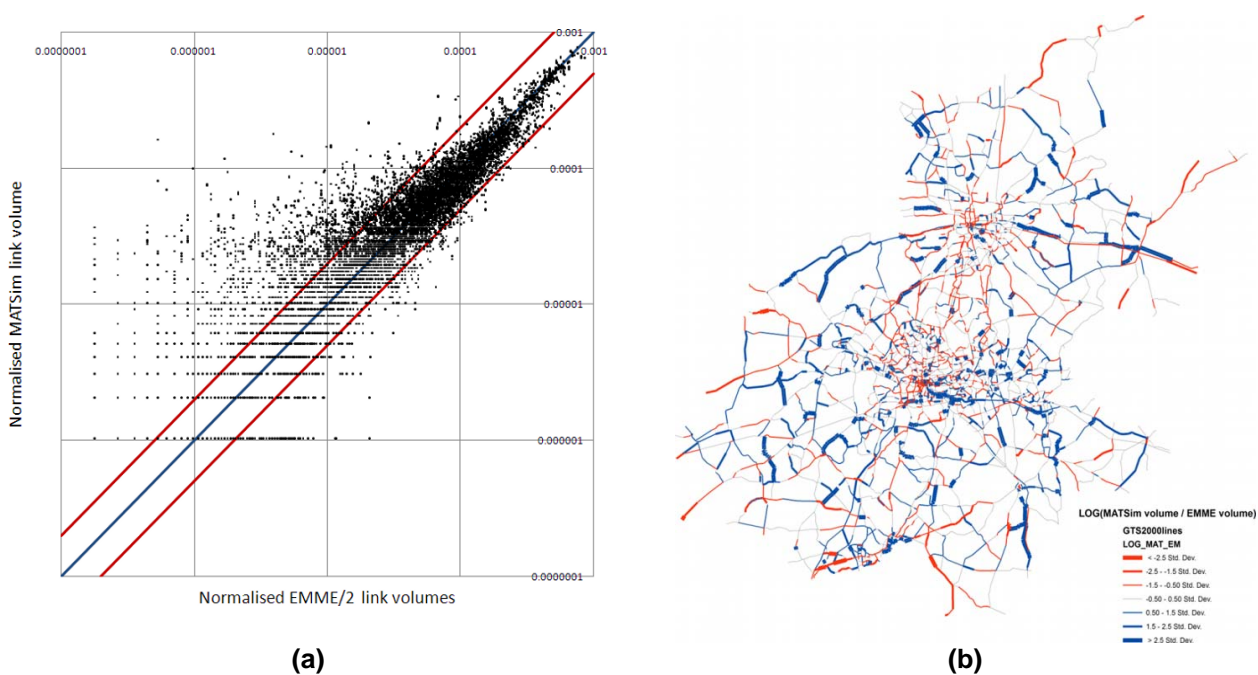 0.001
0.0000001 0.000001 0.00001 0.0001 0.001
0.0001
0.00001
0.000001
0.0000001
Normalised MATSim link volume
Normalised EMME/2 link volumes
(a)
LOG(MATSim volume / EMME volume)
GTS2000lines
LOG_MAT_EM
< -2.5 Std. Dev.
-2.5 - -1.5 Std. Dev.
-1.5 - -0.50 Std. Dev.
-0.50 - 0.50 Std. Dev.
0.50 - 1.5 Std. Dev.
1.5 - 2.5 Std. Dev.
> 2.5 Std. Dev.
(b)